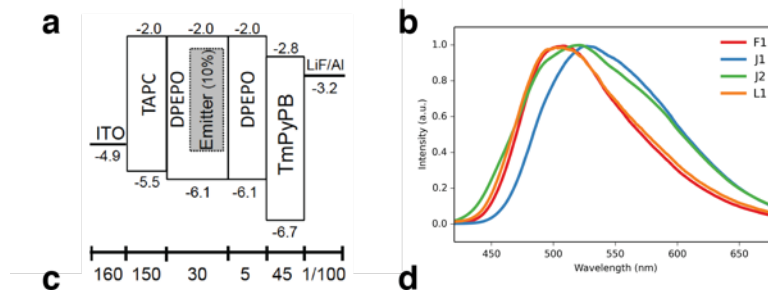 a
-2.0
-2.0
-2.0
-2.8
LiF/Al
-3.2
TAPC
DPEPO
Emitter (10%)
DPEPO
TmPyPB
ITO
-4.9
-5.5
-6.1
-6.1
-6.7
160
150
30
5
45
1/100
c
b
F1
J1
J2
L1
1.0
0.8
0.6
0.4
0.2
0.0
Intensity (a.u.)
450
500
550
600
650
Wavelength (nm)
d